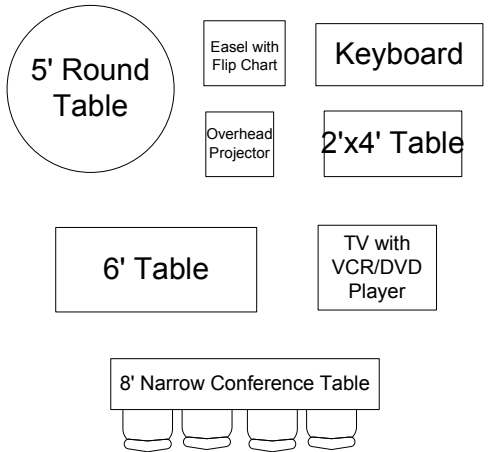 5' Round
Table
Easel with
Flip Chart
Keyboard
Overhead
Projector
2'x4' Table
6' Table
TV with
VCR/DVD
Player
8' Narrow Conference Table